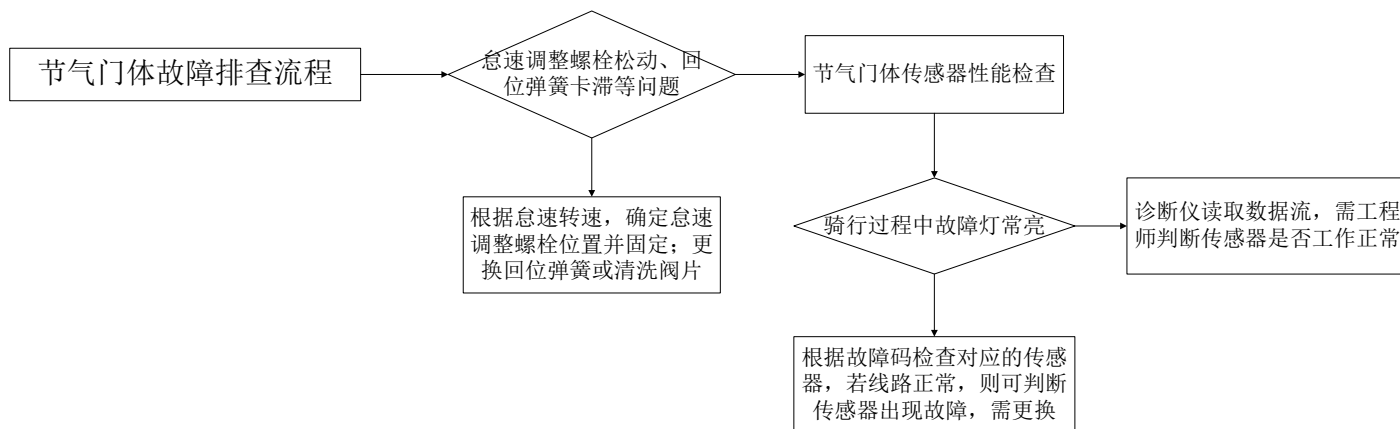 节气门体故障排查流程
怠速调整螺栓松动、回
位弹簧卡滞等问题
节气门体传感器性能检查
根据怠速转速，确定怠速
调整螺栓位置并固定；更
换回位弹簧或清洗阀片
骑行过程中故障灯常亮
诊断仪读取数据流，需工程
师判断传感器是否工作正常
根据故障码检查对应的传感
器，若线路正常，则可判断
传感器出现故障，需更换